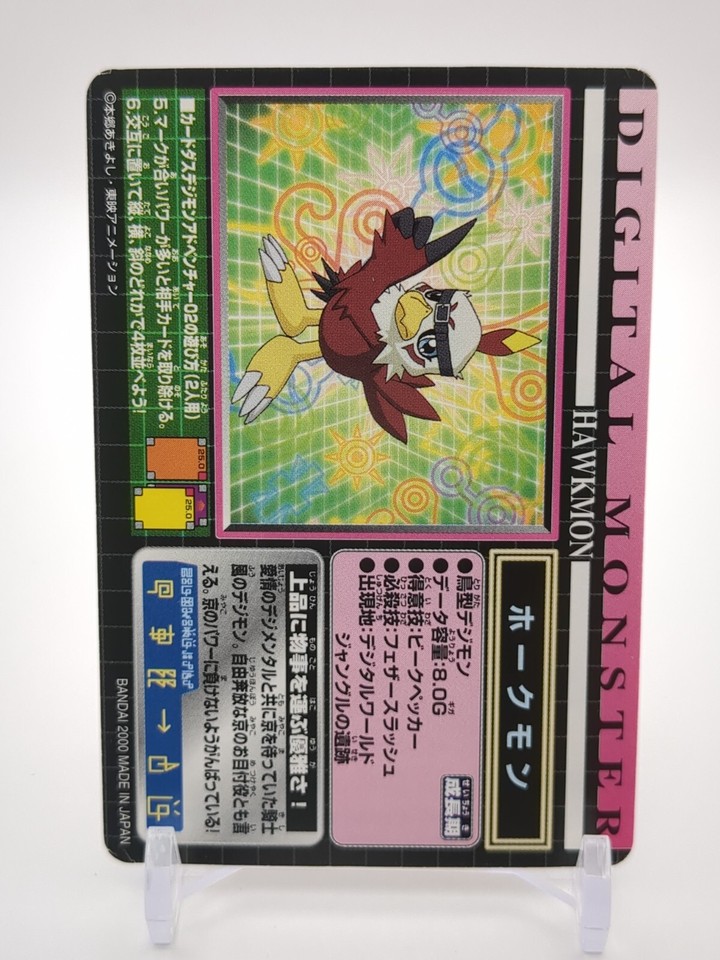 DIGITAL MONSTER
HAWKMON
ホークモン
●鳥型デジモン
●データ容量:8.0G
●得意技:ビークペッカー
●必殺技:フェザースラッシュ
●出現地:デジタルワールド
ジャングルの遺跡
成長期
上品に物事を運ぶ優雅さ!
愛情のデジメンタルと共に京を待っていた騎士
風のデジモン。自由奔放な京のお目付役とも言
える。京のパワーに負けないようがんばっている!
■カードダスデジモンアドベンチャー02の遊び方(2人用)
5.マークが合いパワーが多いと相手カードを取り除ける。
6.交互に置いて縦、横、斜のどれかで4枚並べよう!
25.0
25.0
©本郷あきよし・東映アニメーション
BANDAI 2000 MADE IN JAPAN